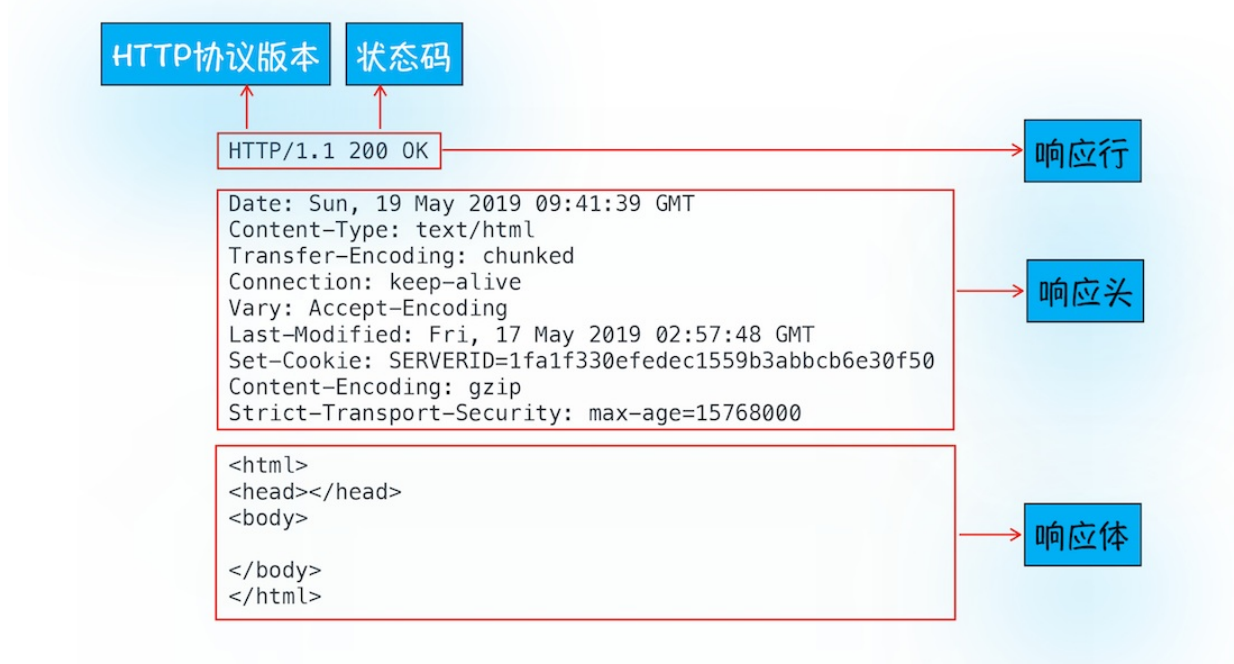 HTTP协议版本 状态码
HTTP/1.1 200 OK
响应行
Date: Sun, 19 May 2019 09:41:39 GMT
Content-Type: text/html
Transfer-Encoding: chunked
Connection: keep-alive
Vary: Accept-Encoding
Last-Modified: Fri, 17 May 2019 02:57:48 GMT
Set-Cookie: SERVERID=1fa1f330efedec1559b3abbcb6e30f50
Content-Encoding: gzip
Strict-Transport-Security: max-age=15768000
响应头
<html>
<head></head>
<body>
</body>
</html>
响应体